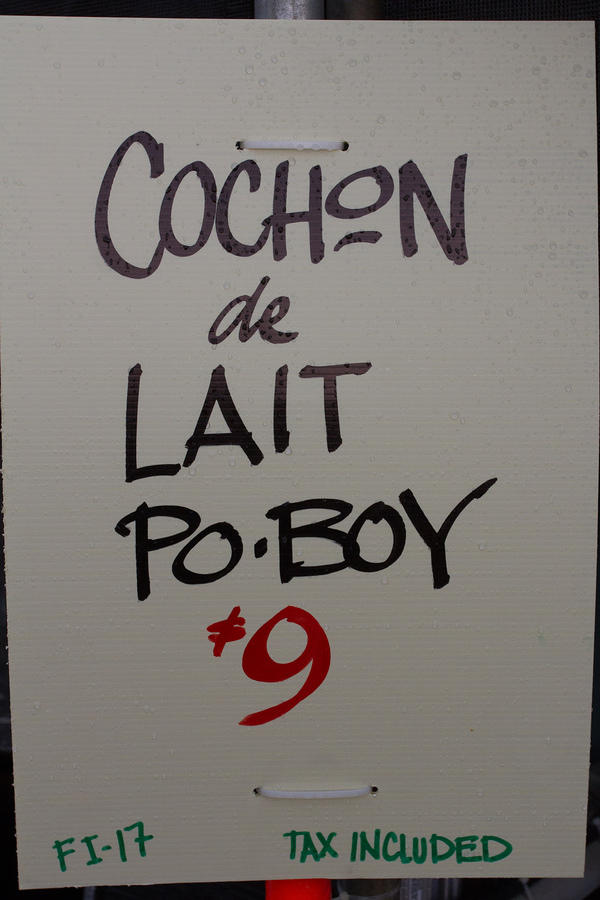 COCHON
de
LAIT
PO·BOY
$9
FI-17 TAX INCLUDED